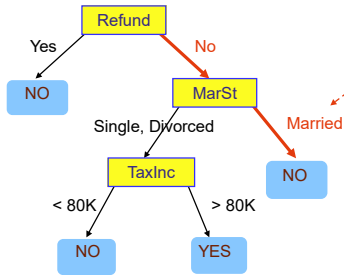 Refund
Yes
No
NO
MarSt
Single, Divorced
Married
TaxInc
NO
< 80K
> 80K
NO
YES